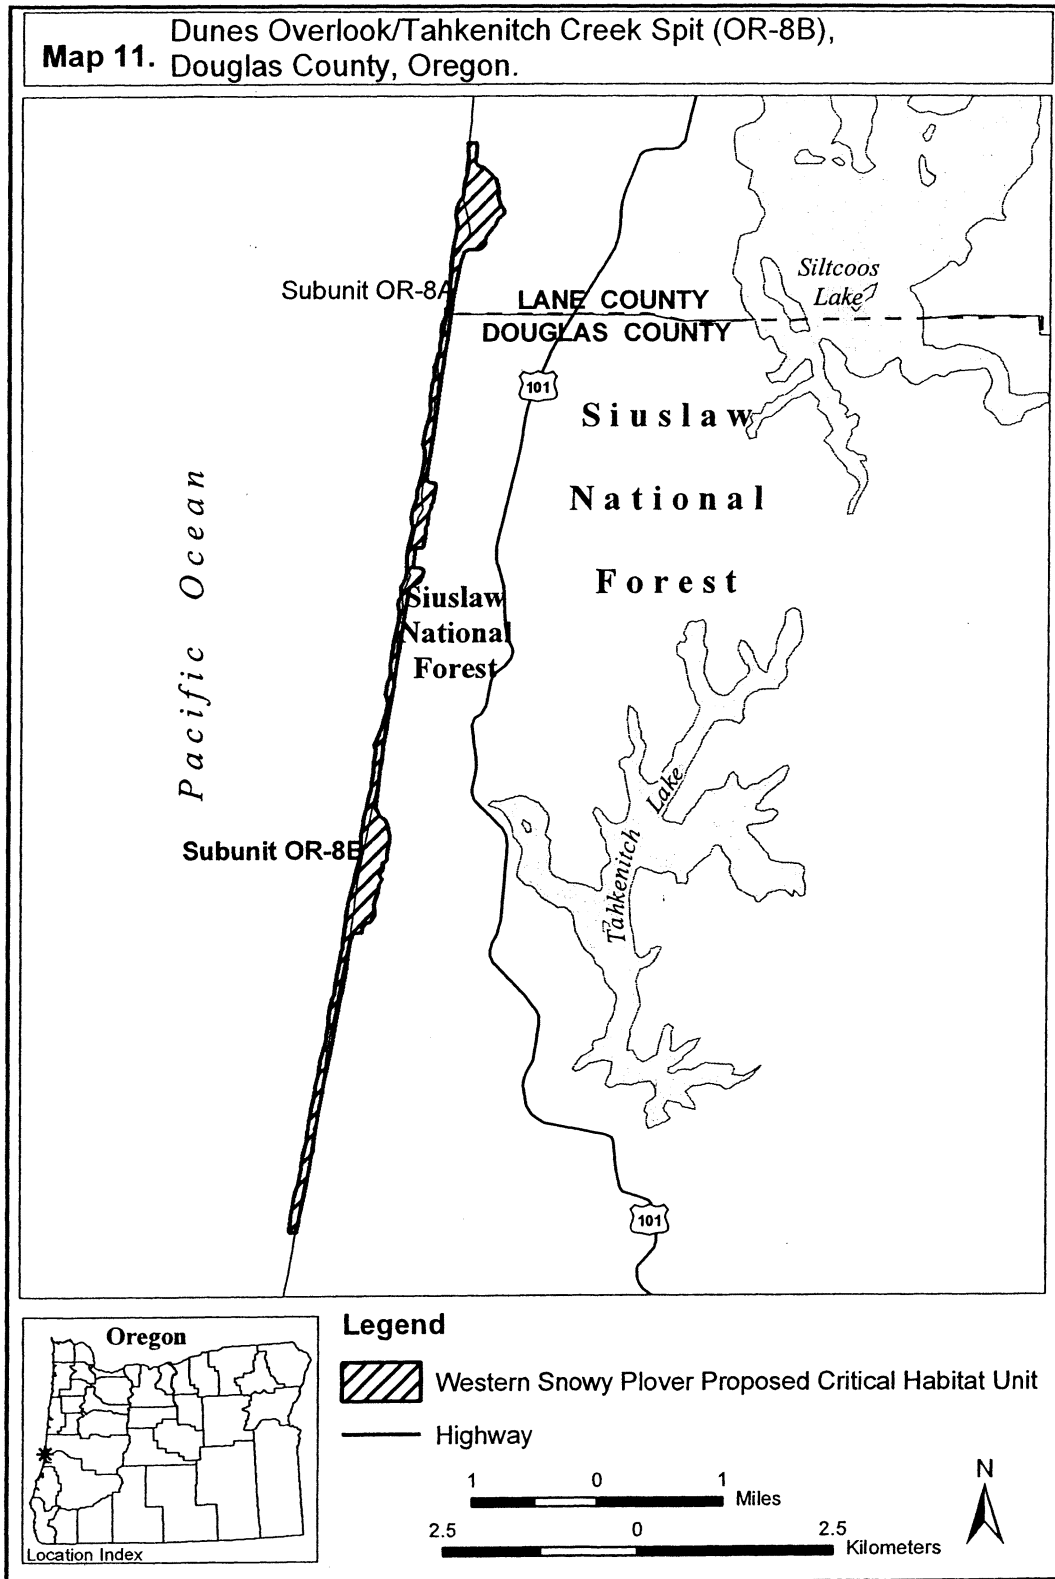 Map 11. Dunes Overlook/Tahkenitch Creek Spit (OR-8B),
Douglas County, Oregon.
Siltcoos
Lake
Subunit OR-8A
LANE COUNTY
DOUGLAS COUNTY
101
Siuslaw
National
Forest
Pacific Ocean
Siuslaw
National
Forest
Tahkenitch Lake
Subunit OR-8B
101
Oregon
Location Index
Legend
Western Snowy Plover Proposed Critical Habitat Unit
Highway
1 0 1
Miles
2.5 0 2.5
Kilometers
N